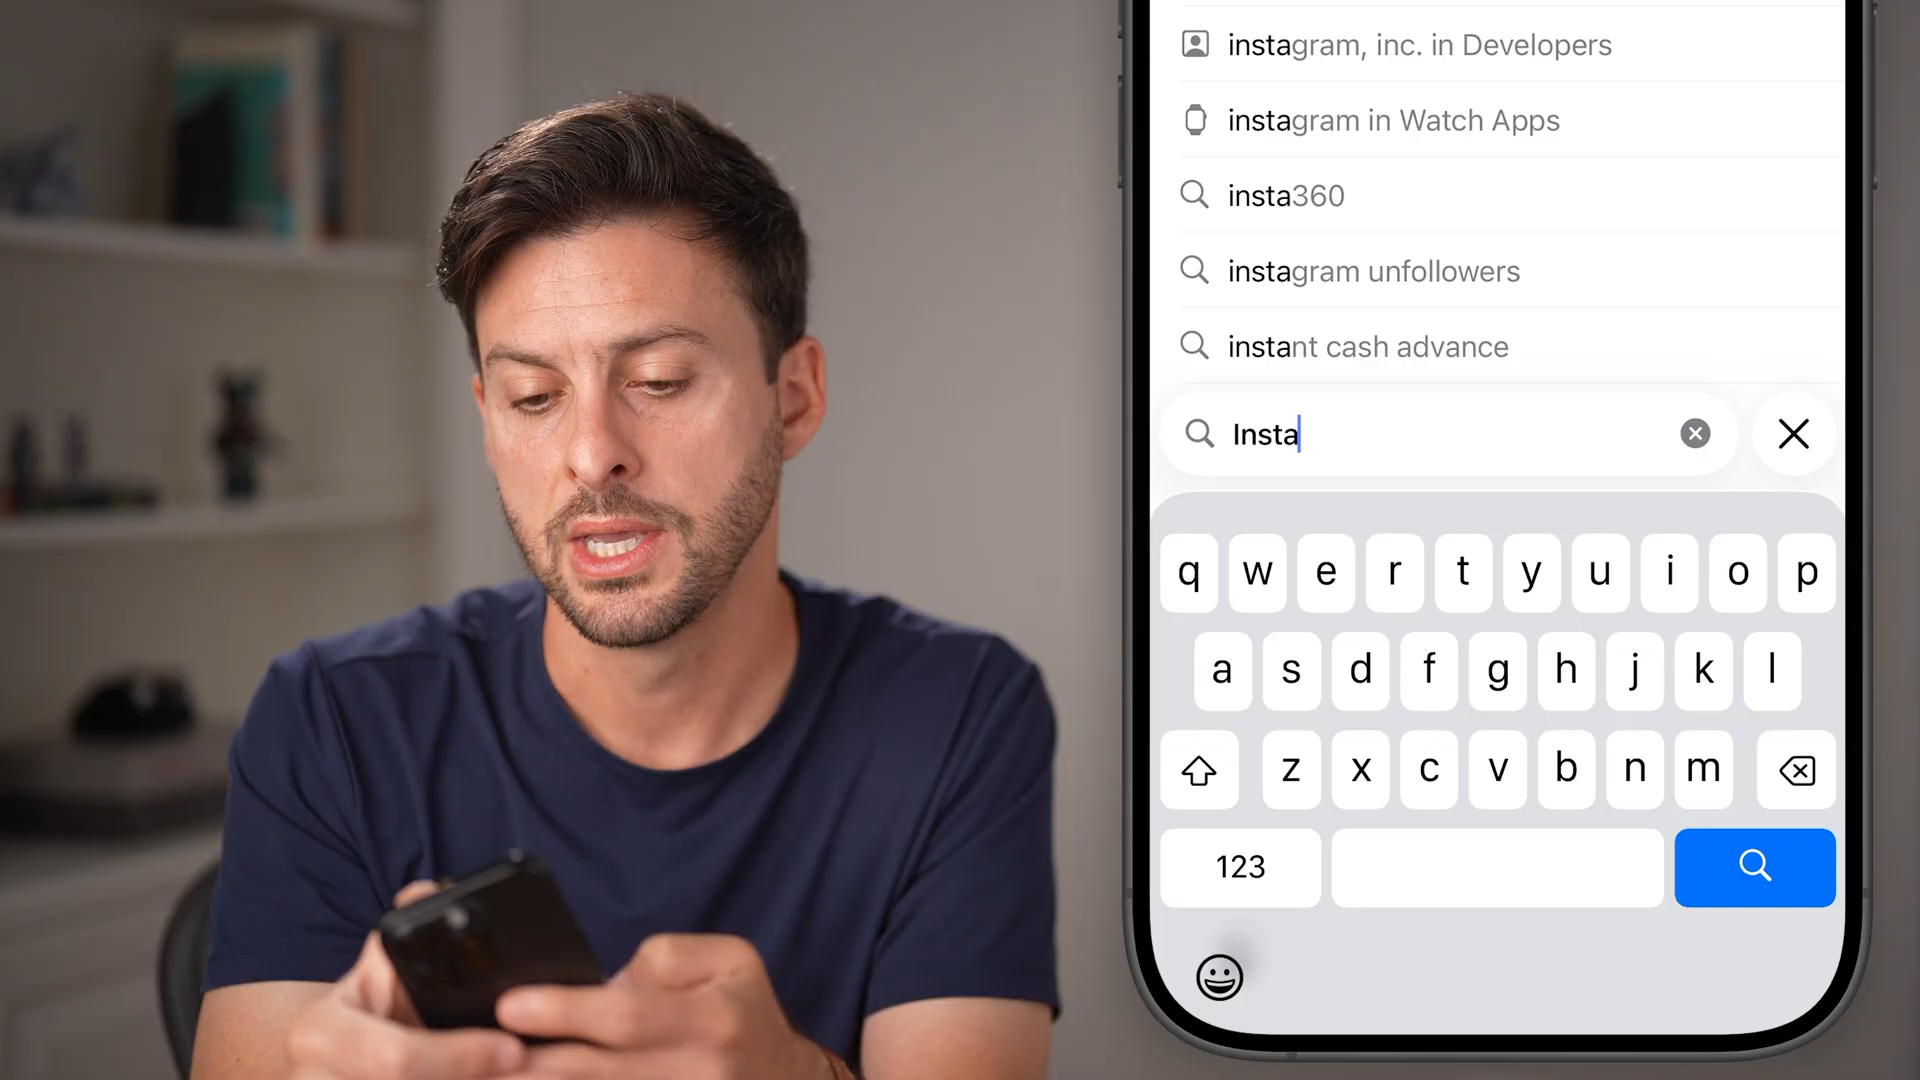 instagram, inc. in Developers
instagram in Watch Apps
insta360
instagram unfollowers
instant cash advance
Insta
q w e r t y u i o p
a s d f g h j k l
z x c v b n m
123